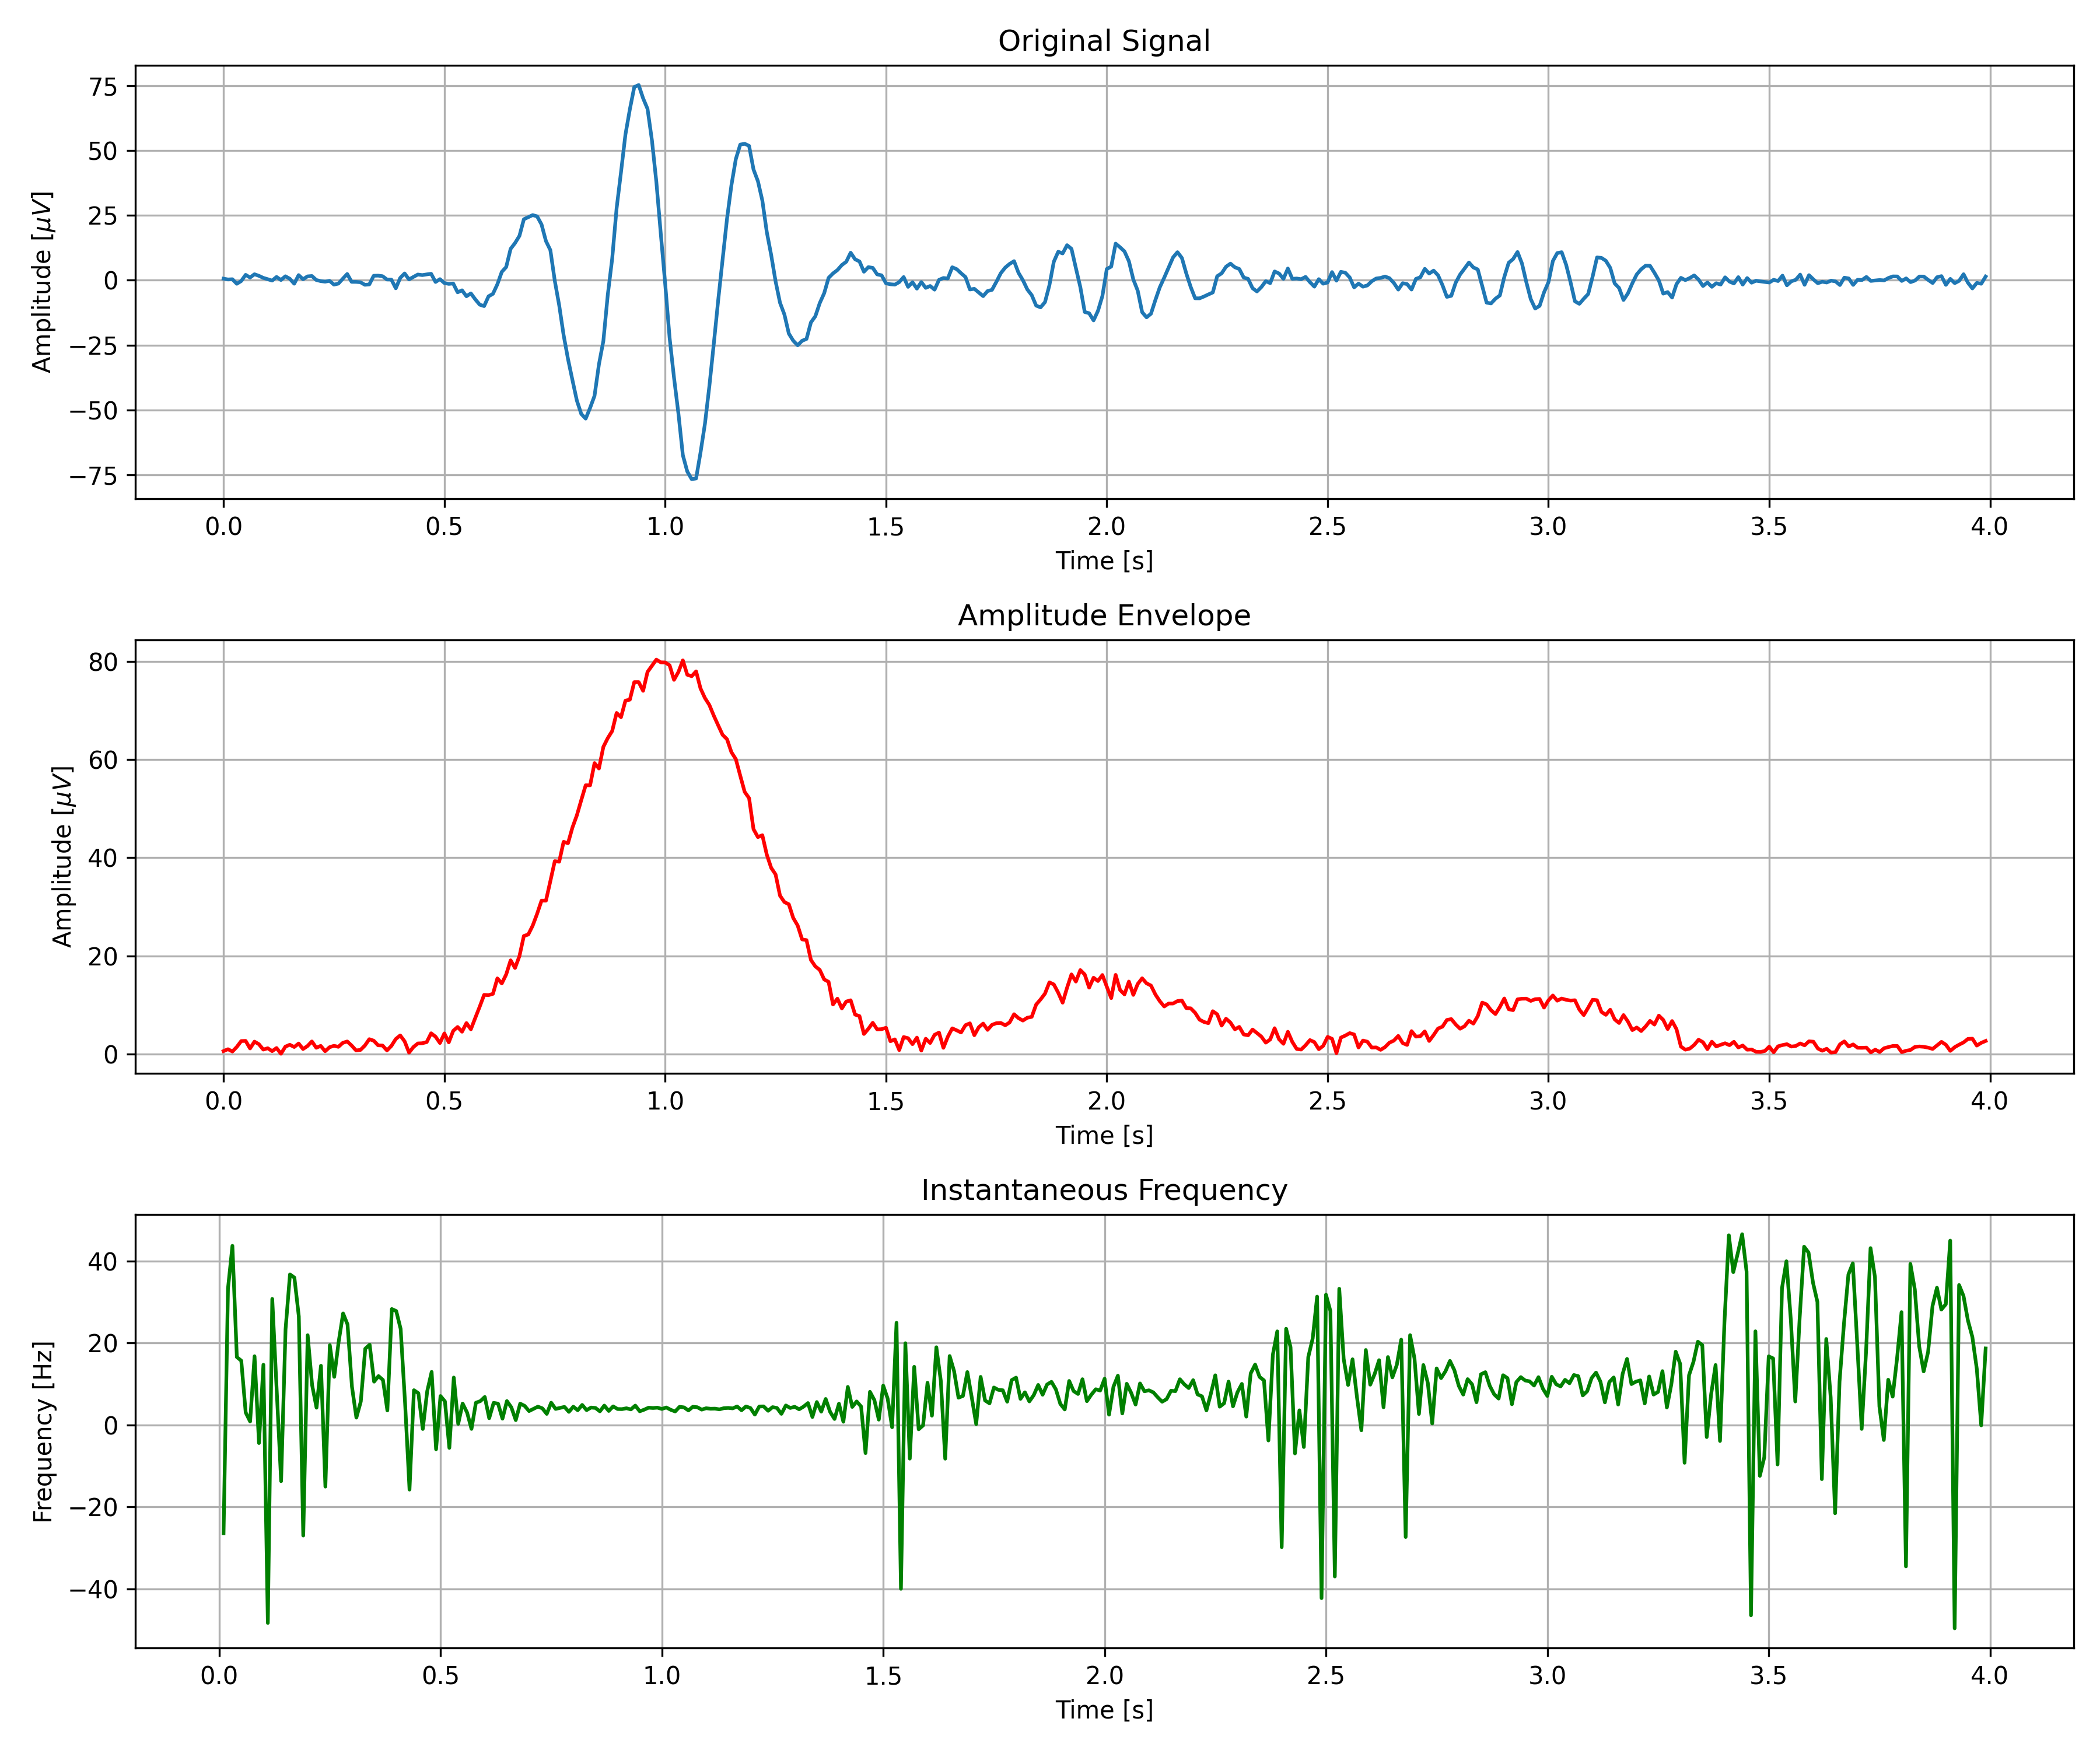 Original Signal
Amplitude [μV]
75
50
25
0
−25
−50
−75
0.0 0.5 1.0 1.5 2.0 2.5 3.0 3.5 4.0
Time [s]
Amplitude Envelope
Amplitude [μV]
80
60
40
20
0
0.0 0.5 1.0 1.5 2.0 2.5 3.0 3.5 4.0
Time [s]
Instantaneous Frequency
Frequency [Hz]
40
20
0
−20
−40
0.0 0.5 1.0 1.5 2.0 2.5 3.0 3.5 4.0
Time [s]